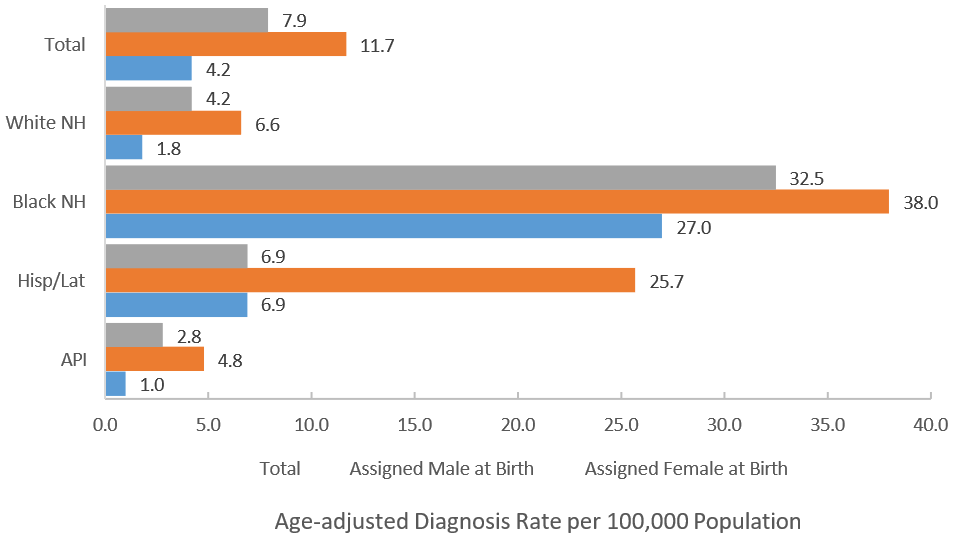 7.9
Total
11.7
4.2
4.2
White NH
6.6
1.8
32.5
Black NH
38.0
27.0
6.9
Hisp/Lat
25.7
6.9
2.8
API
4.8
1.0
0.0 5.0 10.0 15.0 20.0 25.0 30.0 35.0 40.0
Total Assigned Male at Birth Assigned Female at Birth
Age-adjusted Diagnosis Rate per 100,000 Population